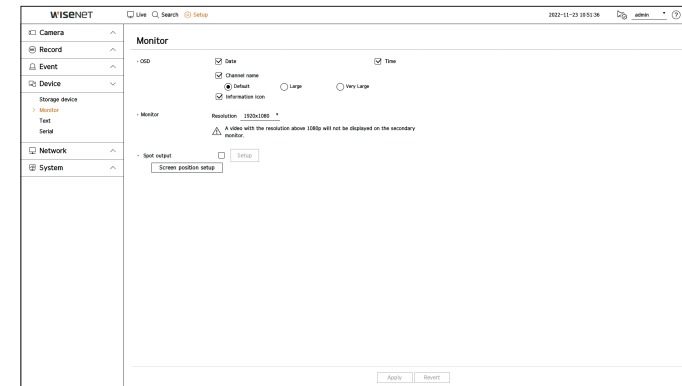 WISENET
Live Search Setup 2022-11-23 10:51:36 admin ?
Camera
Record
Event
Device
Storage device
Monitor
Text
Serial
Network
System
Monitor
OSD Date Time
Channel name
Default Large Very Large
Information icon
Monitor Resolution 1920x1080
A video with the resolution above 1080p will not be displayed on the secondary
monitor.
Spot output Setup
Screen position setup
Apply Revert